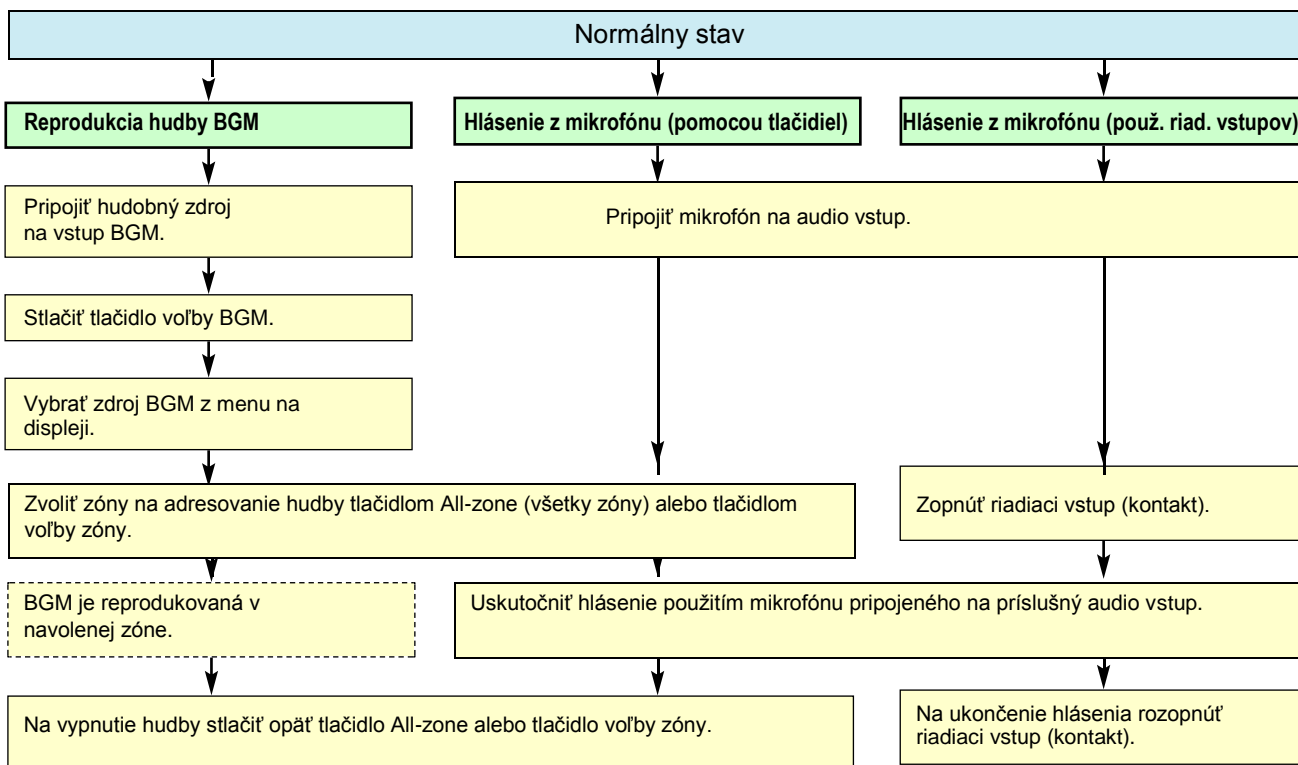 Normálny stav
Reprodukcia hudby BGM
Hlásenie z mikrofónu (pomocou tlačidiel)
Hlásenie z mikrofónu (použ. riad. vstupov)
Pripojiť hudobný zdroj
na vstup BGM.
Pripojiť mikrofón na audio vstup.
Stlačiť tlačidlo voľby BGM.
Vybrať zdroj BGM z menu na
displeji.
Zvoliť zóny na adresovanie hudby tlačidlom All-zone (všetky zóny) alebo tlačidlom
voľby zóny.
Zopnúť riadiaci vstup (kontakt).
BGM je reprodukovaná v
navolenej zóne.
Uskutočniť hlásenie použitím mikrofónu pripojeného na príslušný audio vstup.
Na vypnutie hudby stlačiť opäť tlačidlo All-zone alebo tlačidlo voľby zóny.
Na ukončenie hlásenia rozopnúť
riadiaci vstup (kontakt).